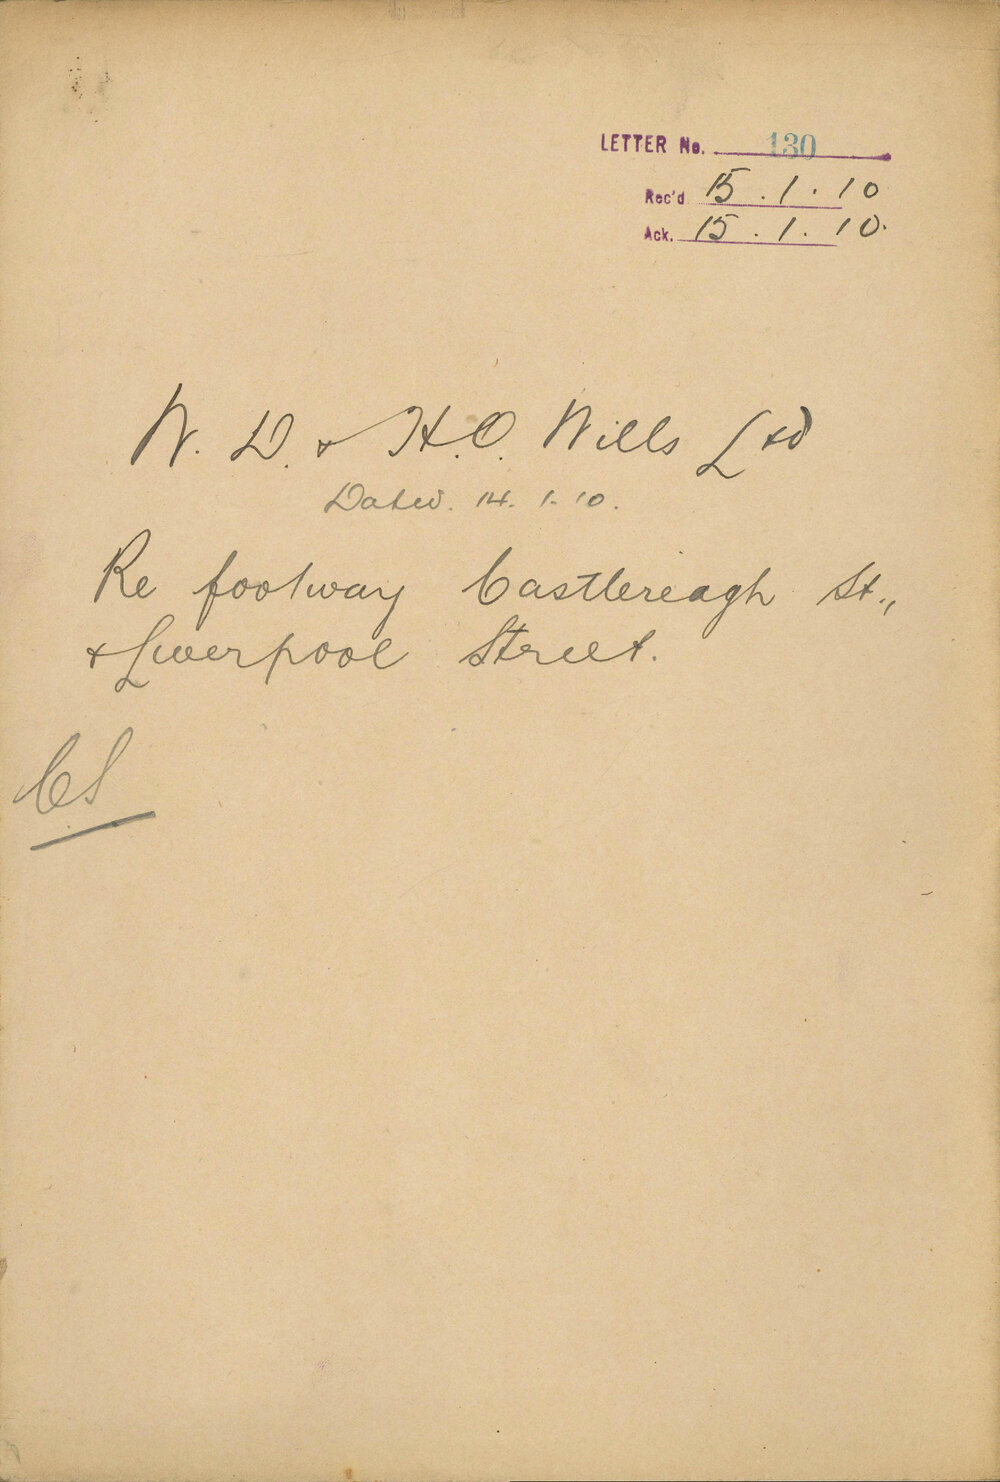 LETTER No. 130
Rec'd 15.1.10
Ack. 15.1.10.
W. D. & H.O. Wills Ltd
Dated. 14.1.10.
Re footway Castlereagh St.,
& Liverpool Street.
CS